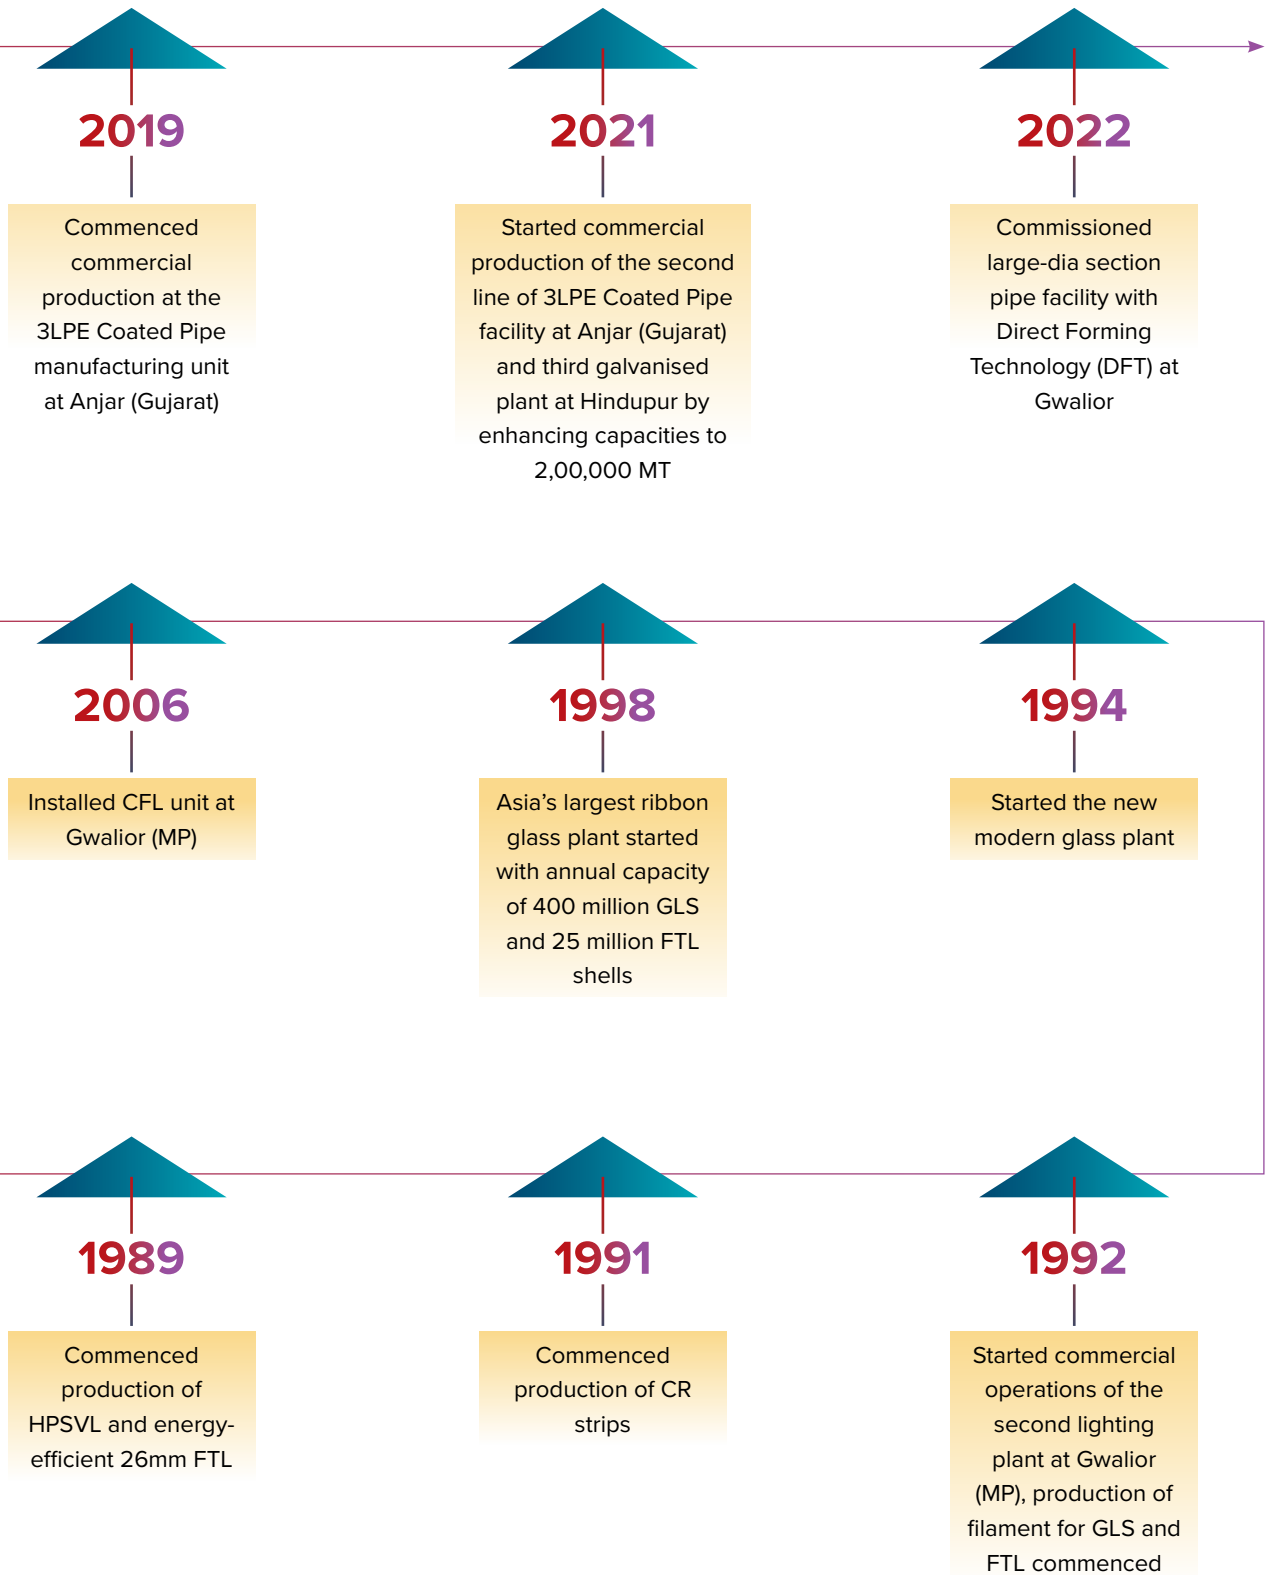 2019
Commenced
commercial
production at the
3LPE Coated Pipe
manufacturing unit
at Anjar (Gujarat)
2021
Started commercial
production of the second
line of 3LPE Coated Pipe
facility at Anjar (Gujarat)
and third galvanised
plant at Hindupur by
enhancing capacities to
2,00,000 MT
2022
Commissioned
large-dia section
pipe facility with
Direct Forming
Technology (DFT) at
Gwalior
2006
Installed CFL unit at
Gwalior (MP)
1998
Asia’s largest ribbon
glass plant started
with annual capacity
of 400 million GLS
and 25 million FTL
shells
1994
Started the new
modern glass plant
1989
Commenced
production of
HPSVL and energy-
efficient 26mm FTL
1991
Commenced
production of CR
strips
1992
Started commercial
operations of the
second lighting
plant at Gwalior
(MP), production of
filament for GLS and
FTL commenced